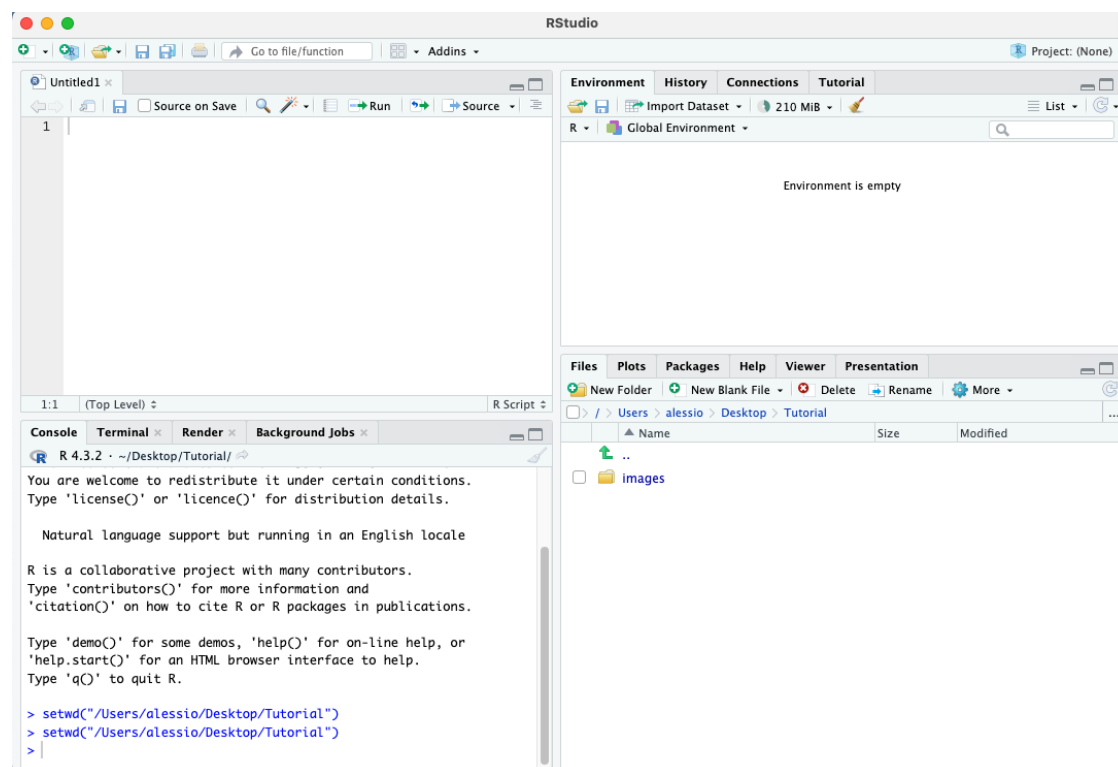 RStudio
Go to file/function Addins Project: (None)
Untitled1
Source on Save Run Source
1
1:1 (Top Level) R Script
Console Terminal Render Background Jobs
R 4.3.2 · ~/Desktop/Tutorial/
You are welcome to redistribute it under certain conditions.
Type 'license()' or 'licence()' for distribution details.
Natural language support but running in an English locale
R is a collaborative project with many contributors.
Type 'contributors()' for more information and
'citation()' on how to cite R or R packages in publications.
Type 'demo()' for some demos, 'help()' for on-line help, or
'help.start()' for an HTML browser interface to help.
Type 'q()' to quit R.
> setwd("/Users/alessio/Desktop/Tutorial")
> setwd("/Users/alessio/Desktop/Tutorial")
>
Environment History Connections Tutorial
Import Dataset 210 MiB List
R Global Environment
Environment is empty
Files Plots Packages Help Viewer Presentation
New Folder New Blank File Delete Rename More
/ > Users > alessio > Desktop > Tutorial ...
Name Size Modified
..
images